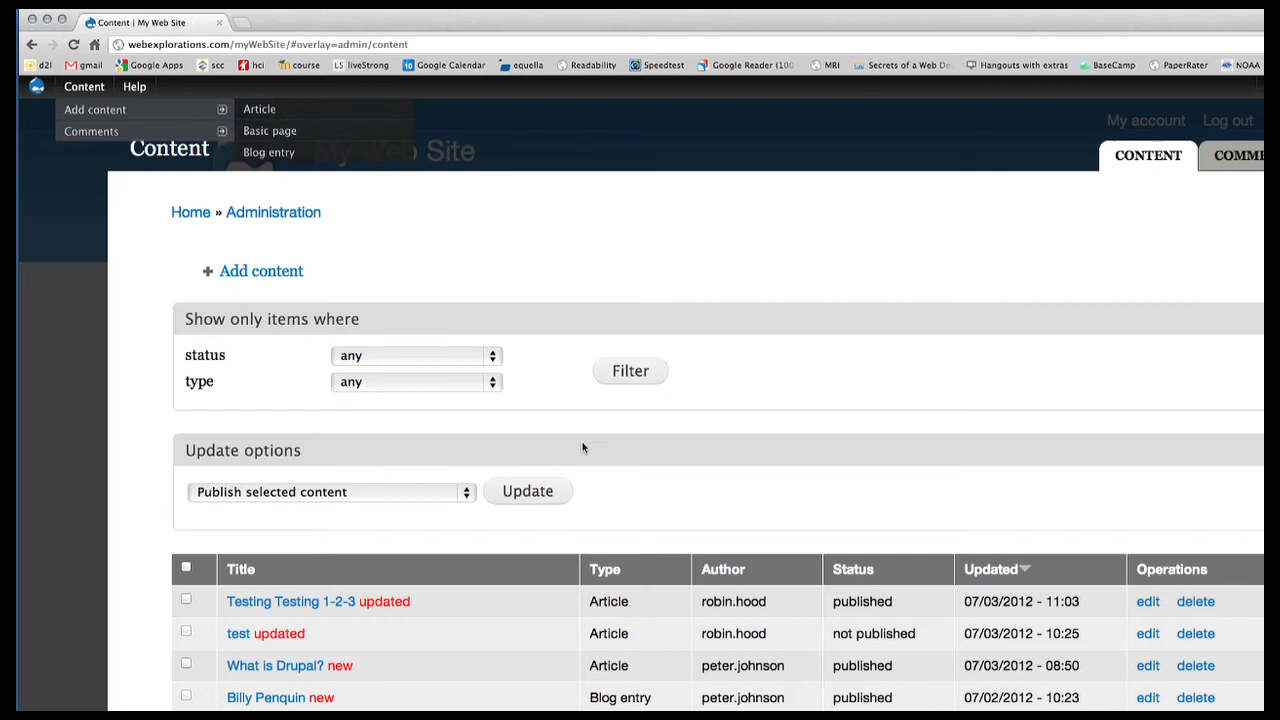 Content | My Web Site
webexplorations.com/myWebSite/#overlay=admin/content
d2l gmail Google Apps scc hci course liveStrong Google Calendar equella Readability Speedtest Google Reader (100 MRI Secrets of a Web De Hangouts with extras BaseCamp PaperRater NOAA
Content Help
Add content Article
Comments Basic page
Blog entry
My account Log out
Content My Web Site
CONTENT COMME
Home » Administration
+ Add content
Show only items where
status any
type any
Filter
Update options
Publish selected content Update
Title Type Author Status Updated Operations
Testing Testing 1-2-3 updated Article robin.hood published 07/03/2012 - 11:03 edit delete
test updated Article robin.hood not published 07/03/2012 - 10:25 edit delete
What is Drupal? new Article peter.johnson published 07/03/2012 - 08:50 edit delete
Billy Penquin new Blog entry peter.johnson published 07/02/2012 - 10:23 edit delete